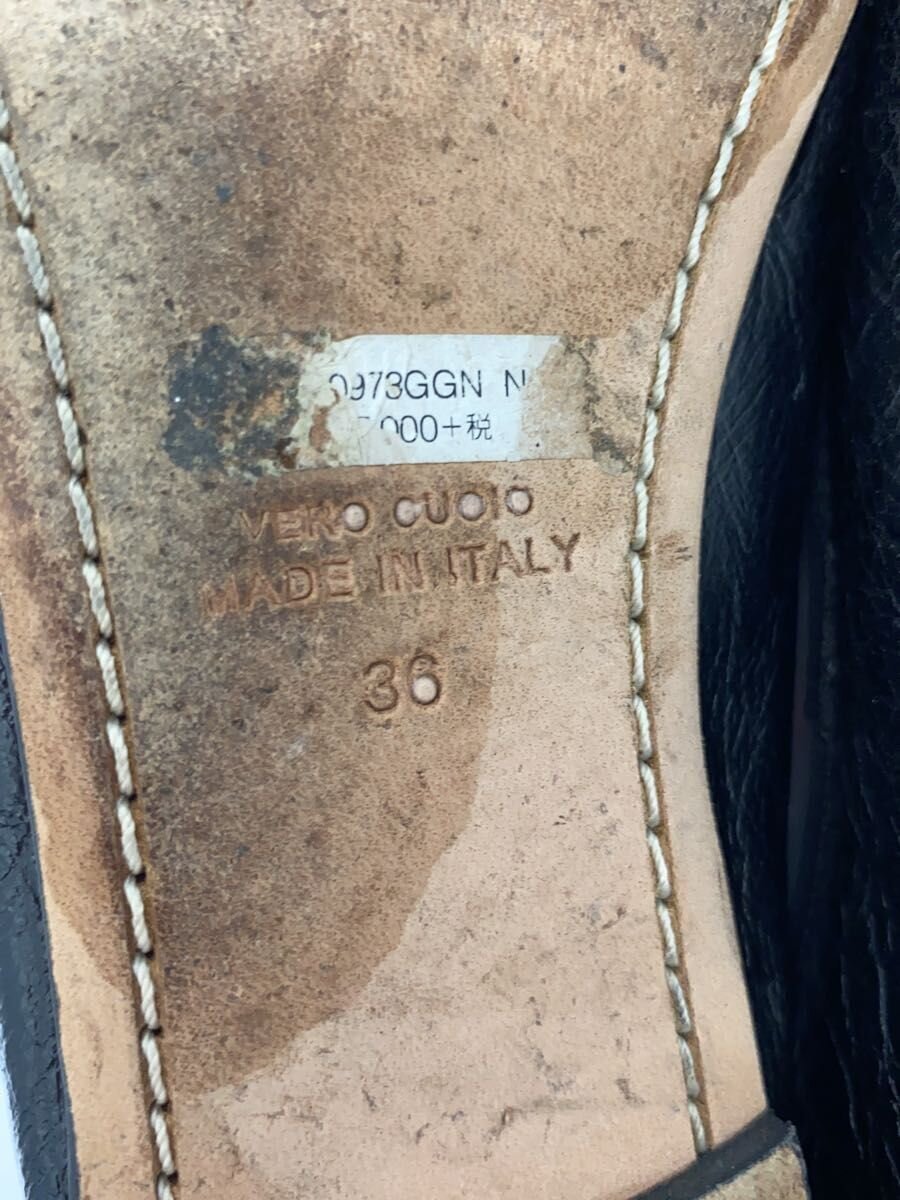 0973GGN N
000+税
VERO CUOIO
MADE IN ITALY
36